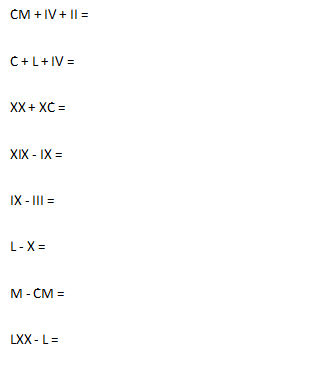 CM + IV + II =
C + L + IV =
XX + XC =
XIX - IX =
IX - III =
L - X =
M - CM =
LXX - L =